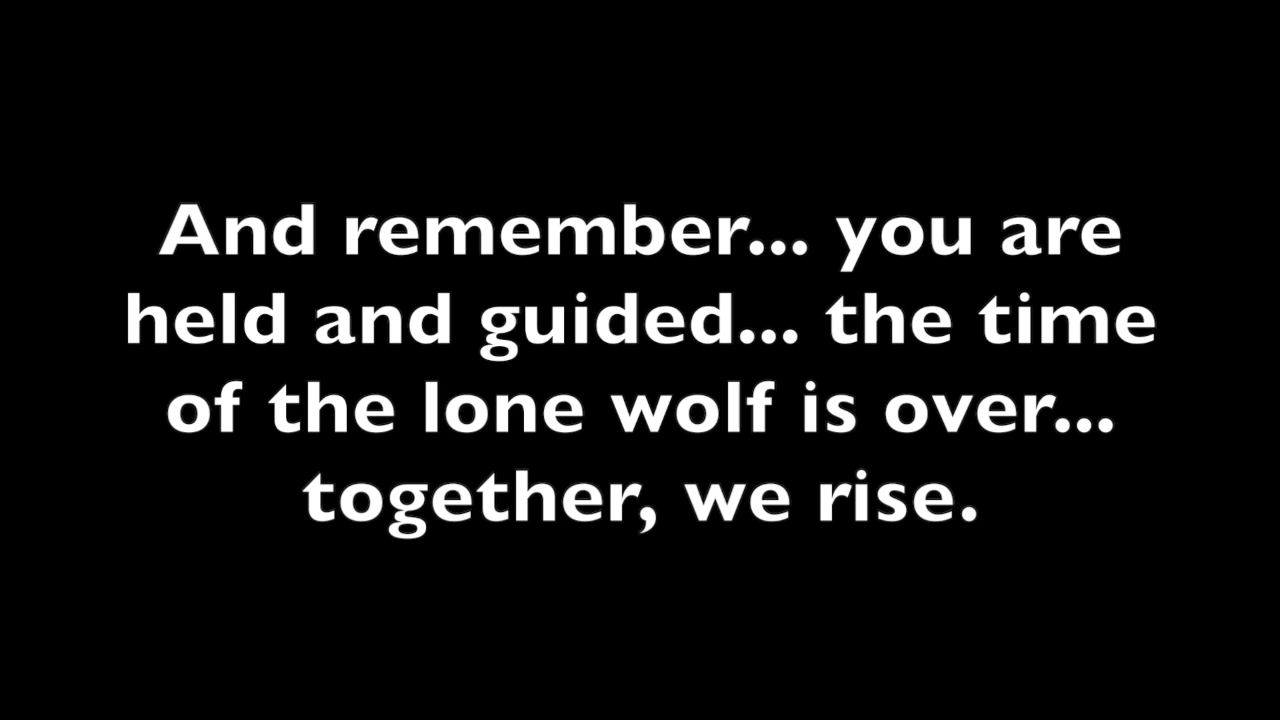 And remember... you are
held and guided... the time
of the lone wolf is over...
together, we rise.